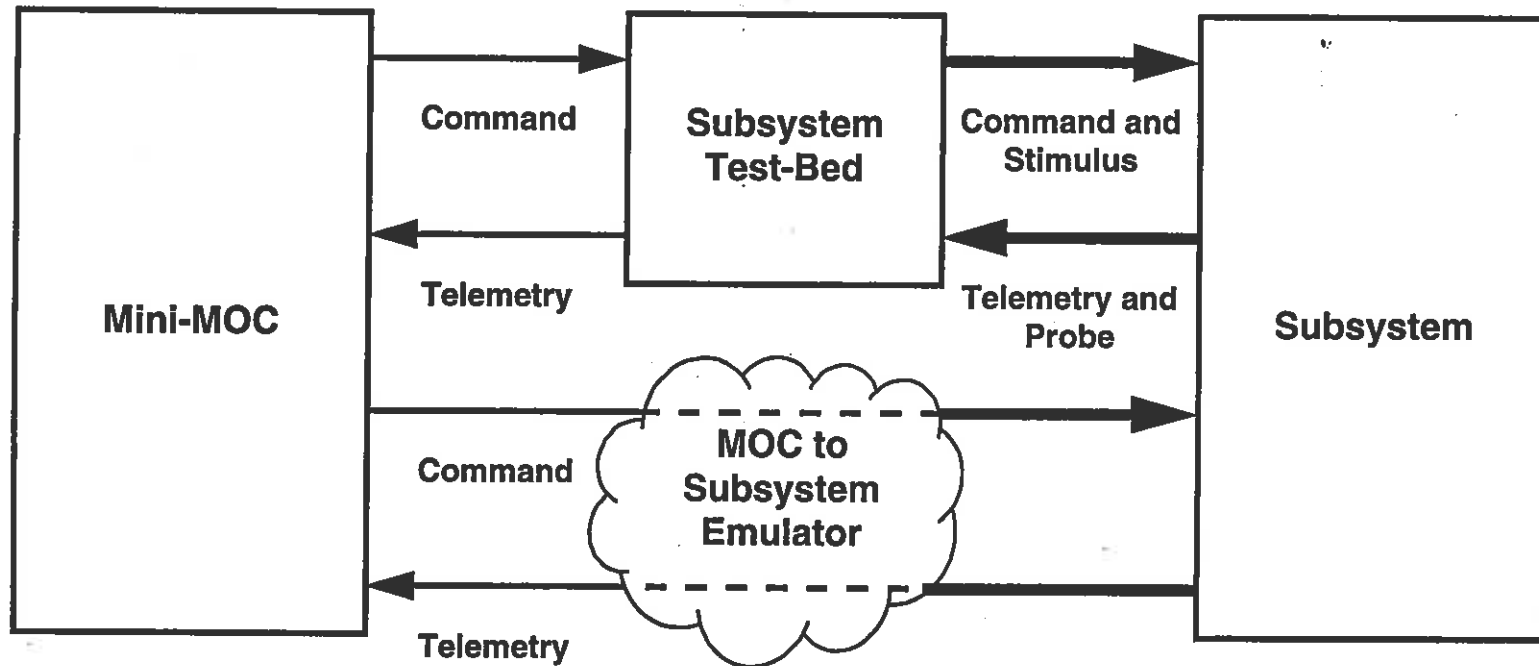 Mini-MOC
Command
Telemetry
Subsystem
Test-Bed
Command and
Stimulus
Telemetry and
Probe
Subsystem
Command
MOC to
Subsystem
Emulator
Telemetry